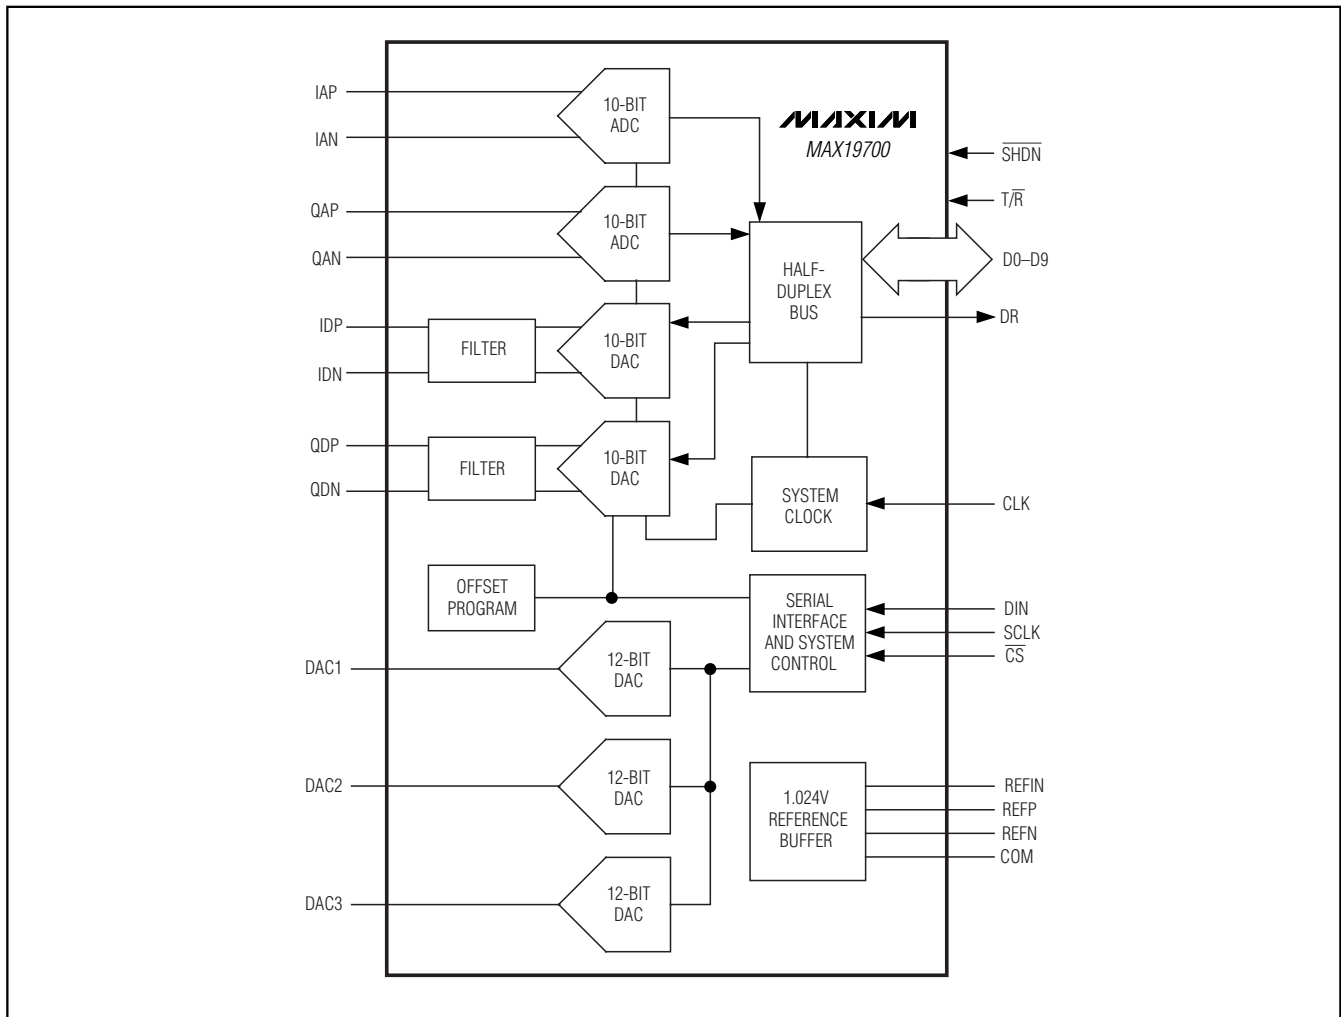 IAP
IAN
10-BIT
ADC
MAXIM
MAX19700
S̅H̅D̅N̅
T/R̅
QAP
QAN
10-BIT
ADC
HALF-
DUPLEX
BUS
D0–D9
DR
IDP
IDN
FILTER
10-BIT
DAC
QDP
QDN
FILTER
10-BIT
DAC
SYSTEM
CLOCK
CLK
OFFSET
PROGRAM
SERIAL
INTERFACE
AND SYSTEM
CONTROL
DIN
SCLK
C̅S̅
DAC1
12-BIT
DAC
DAC2
12-BIT
DAC
1.024V
REFERENCE
BUFFER
REFIN
REFP
REFN
COM
DAC3
12-BIT
DAC